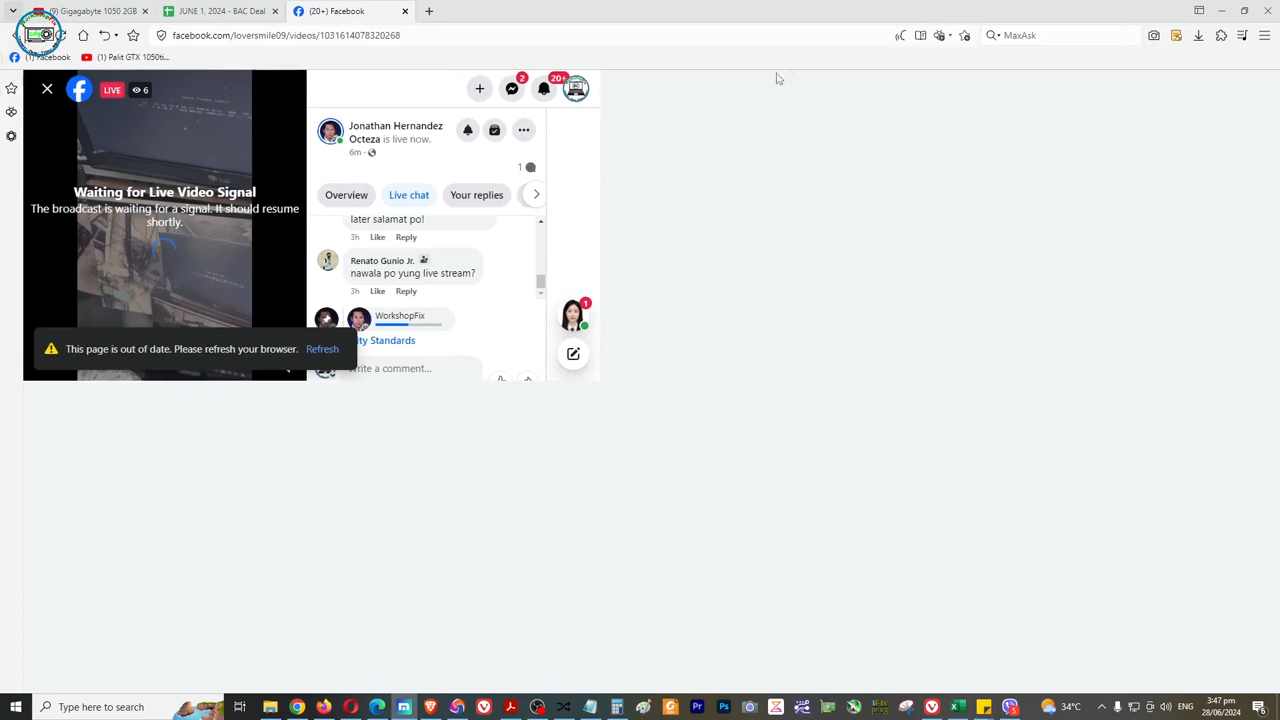 (9) Gigagabyte 1050 2GB
JUNE 1, 2024 - BAC Deal
(20+) Facebook
facebook.com/loversmile09/videos/1031614078320268
MaxAsk
(1) Facebook
(1) Palit GTX 1050ti...
LIVE
6
2
20+
Jonathan Hernandez
Octeza is live now.
6m
1
Waiting for Live Video Signal
The broadcast is waiting for a signal. It should resume
shortly.
Overview
Live chat
Your replies
later salamat po!
3h Like Reply
Renato Gunio Jr.
nawala po yung live stream?
3h Like Reply
WorkshopFix
1
ity Standards
This page is out of date. Please refresh your browser. Refresh
Write a comment...
Type here to search
34°C
ENG
3:47 pm
28/06/2024